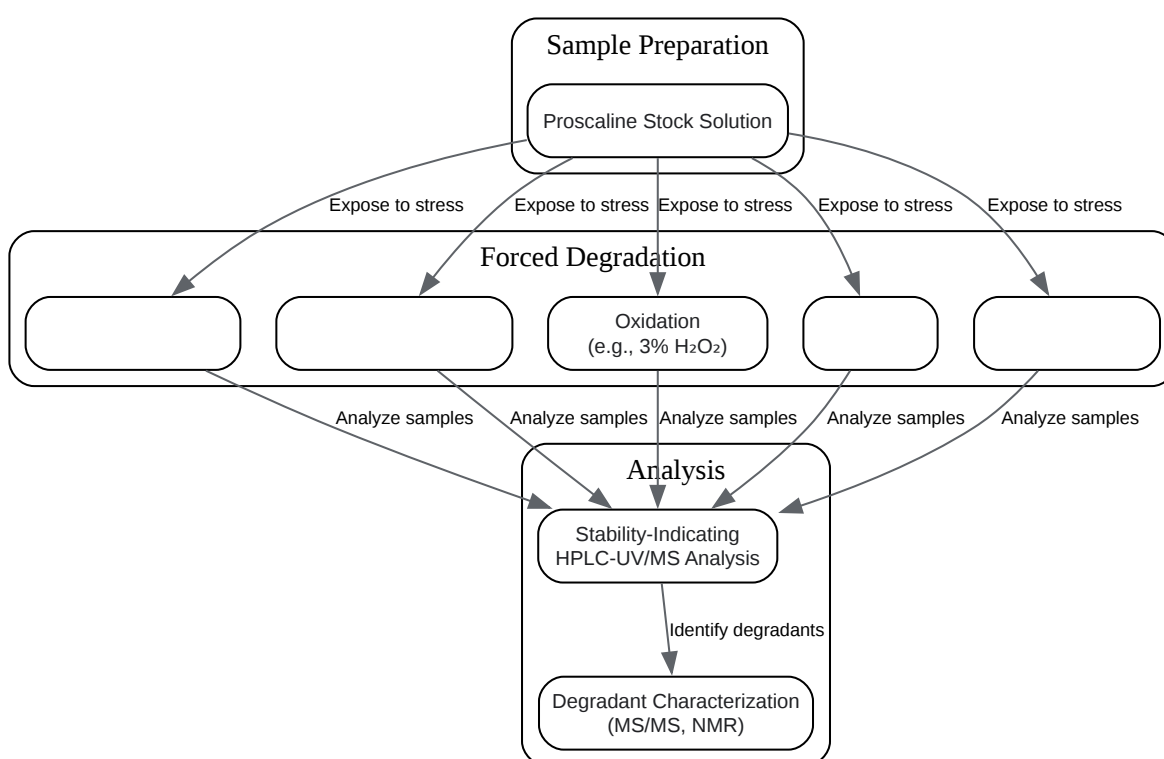 Sample Preparation
Proscaline Stock Solution
Expose to stress
Expose to stress
Expose to stress
Expose to stress
Expose to stress
Forced Degradation
Oxidation
(e.g., 3% H₂O₂)
Analyze samples
Analyze samples
Analyze samples
Analyze samples
Analyze samples
Analysis
Stability-Indicating
HPLC-UV/MS Analysis
Identify degradants
Degradant Characterization
(MS/MS, NMR)